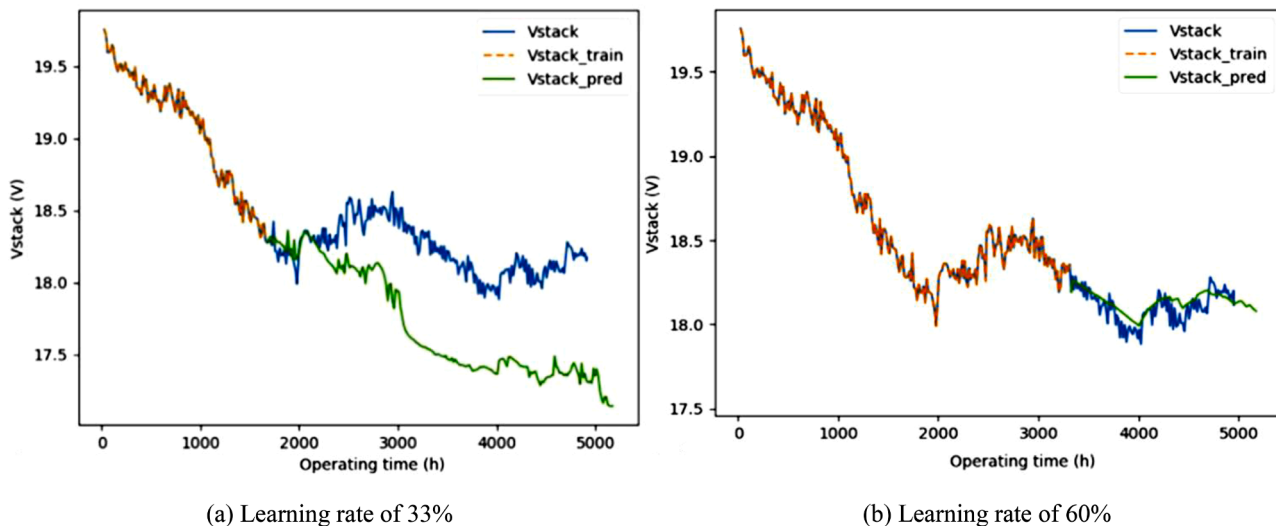 Vstack
Vstack_train
Vstack_pred
19.5
19.0
18.5
18.0
17.5
Vstack (V)
0 1000 2000 3000 4000 5000
Operating time (h)
(a) Learning rate of 33%
Vstack
Vstack_train
Vstack_pred
19.5
19.0
18.5
18.0
17.5
Vstack (V)
0 1000 2000 3000 4000 5000
Operating time (h)
(b) Learning rate of 60%